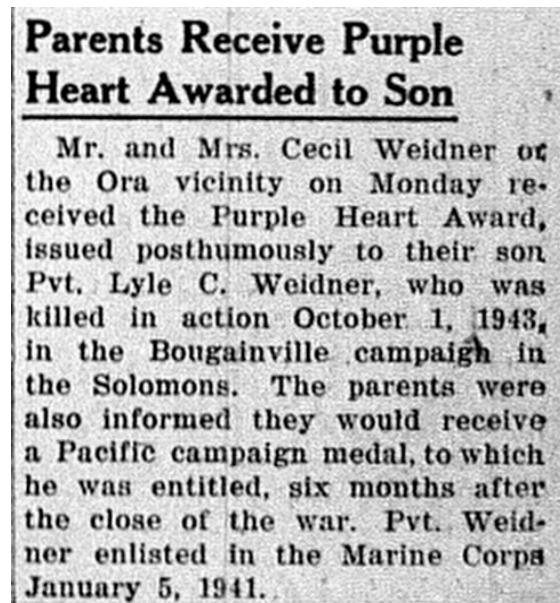 Parents Receive Purple
Heart Awarded to Son
Mr. and Mrs. Cecil Weidner of
the Ora vicinity on Monday re-
ceived the Purple Heart Award,
issued posthumously to their son
Pvt. Lyle C. Weidner, who was
killed in action October 1, 1943,
in the Bougainville campaign in
the Solomons. The parents were
also informed they would receive
a Pacific campaign medal, to which
he was entitled, six months after
the close of the war. Pvt. Weid-
ner enlisted in the Marine Corps
January 5, 1941.